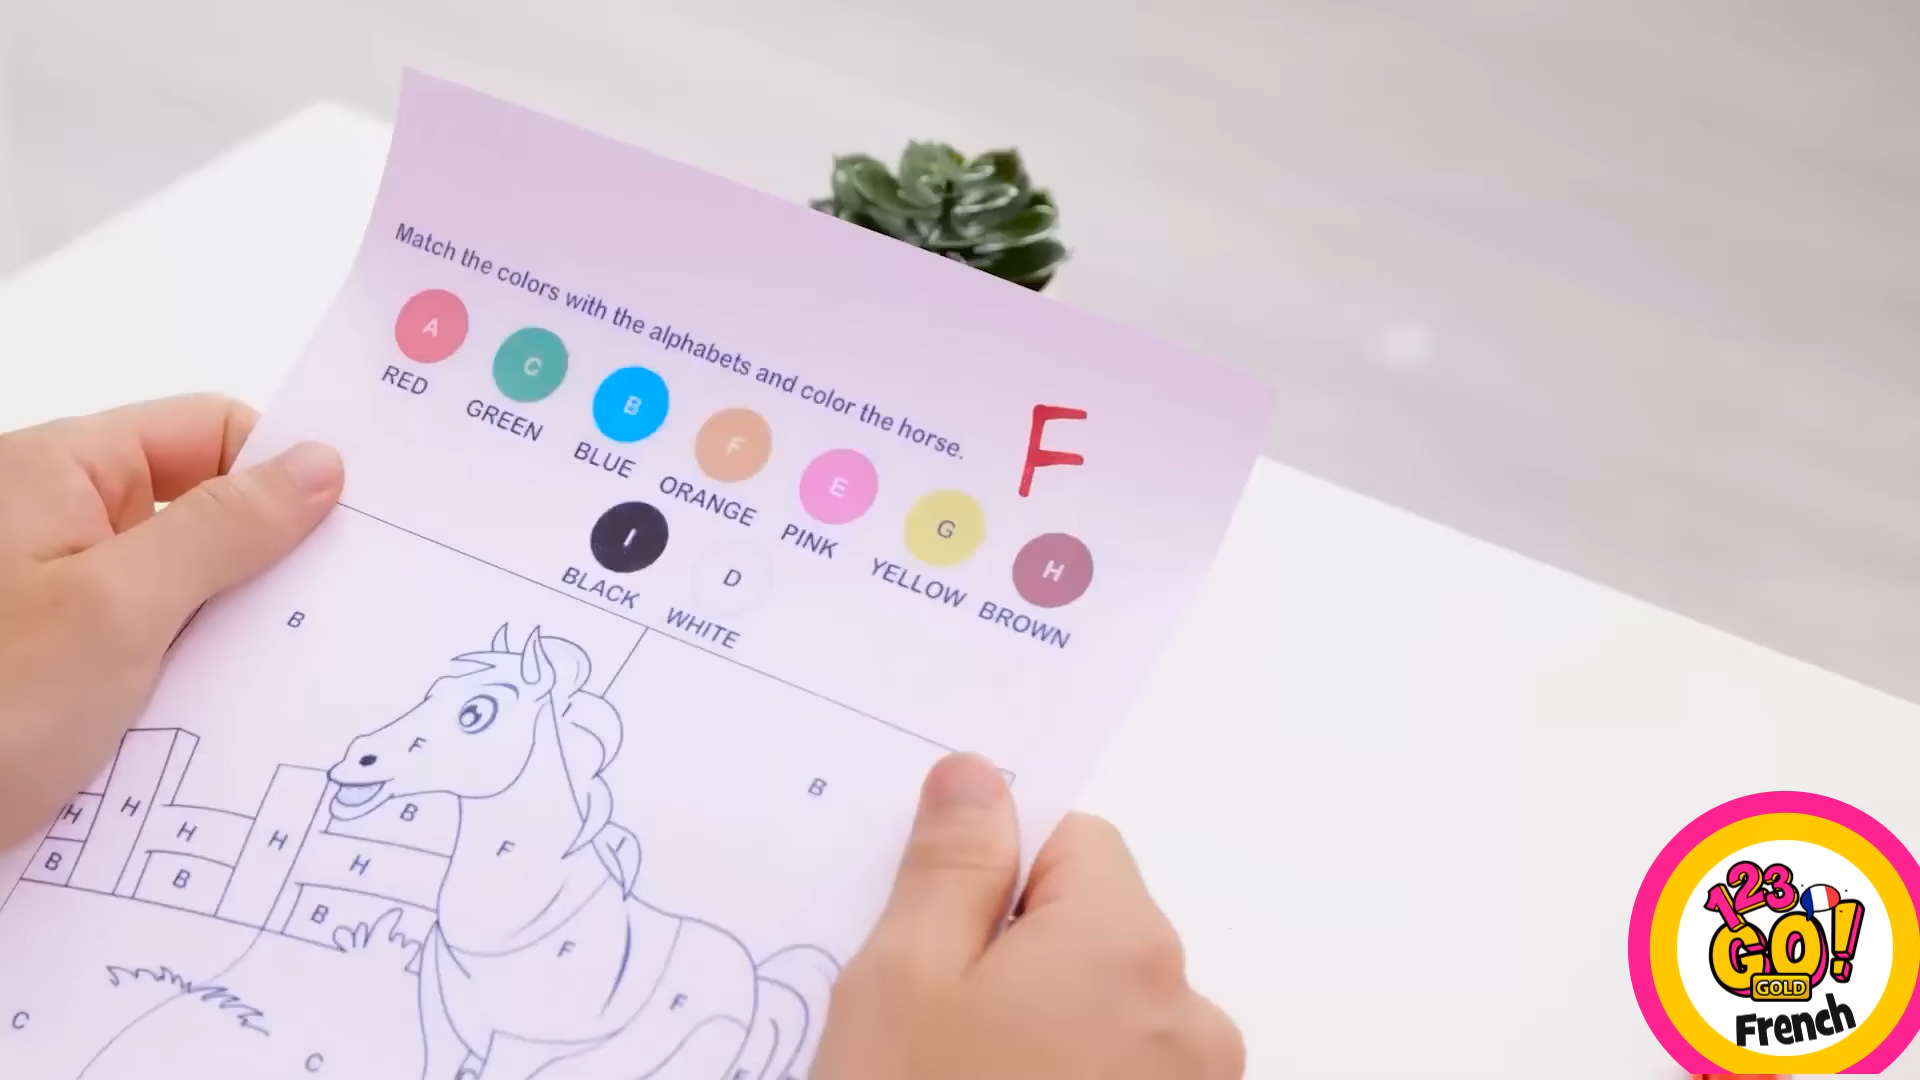 Match the colors with the alphabets and color the horse.
F
A
C
B
F
E
G
H
RED
GREEN
BLUE
ORANGE
PINK
YELLOW
BROWN
I
D
BLACK
WHITE
B
F
B
B
H
H
H
H
H
B
B
B
F
F
F
I
I
C
C
123
GO!
GOLD
French